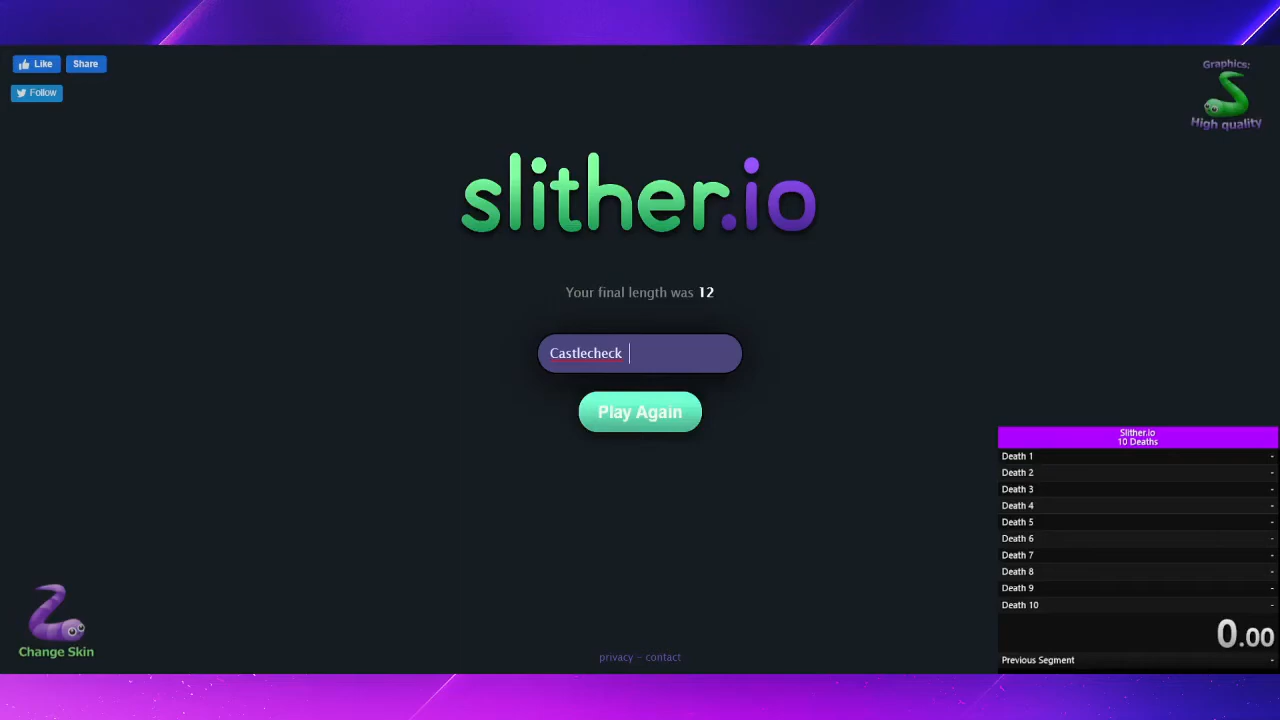 Like
Share
Follow
Graphics:
High quality
slither.io
Your final length was 12
Castlecheck
Play Again
Slither.io
10 Deaths
Death 1 -
Death 2 -
Death 3 -
Death 4 -
Death 5 -
Death 6 -
Death 7 -
Death 8 -
Death 9 -
Death 10 -
0.00
Previous Segment -
Change Skin
privacy - contact